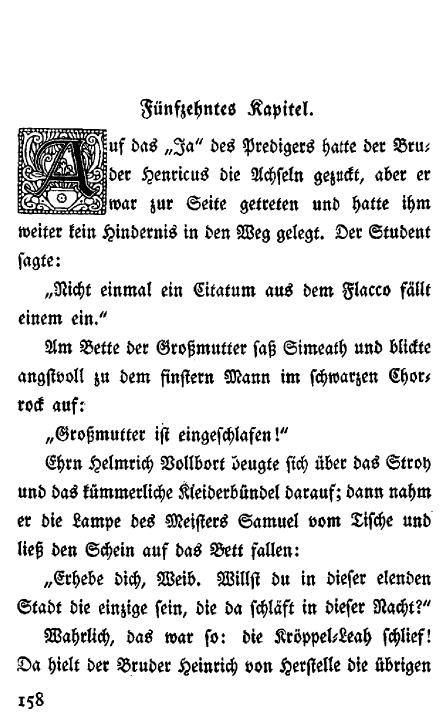 Fünfzehntes Kapitel.
Auf das „Ja“ des Predigers hatte der Bru-
der Henricus die Achseln gezuckt, aber er
war zur Seite getreten und hatte ihm
weiter kein Hindernis in den Weg gelegt. Der Student
sagte:
„Nicht einmal ein Citatum aus dem Flacco fällt
einem ein.“
Am Bette der Großmutter saß Simeath und blickte
angstvoll zu dem finstern Mann im schwarzen Chor-
rock auf:
„Großmutter ist eingeschlafen!“
Ehrn Helmrich Vollbort beugte sich über das Stroh
und das kümmerliche Kleiderbündel darauf; dann nahm
er die Lampe des Meisters Samuel vom Tische und
ließ den Schein auf das Bett fallen:
„Erhebe dich, Weib. Willst du in dieser elenden
Stadt die einzige sein, die da schläft in dieser Nacht?“
Wahrlich, das war so: die Kröppel-Leah schlief!
Da hielt der Bruder Heinrich von Herstelle die übrigen
158